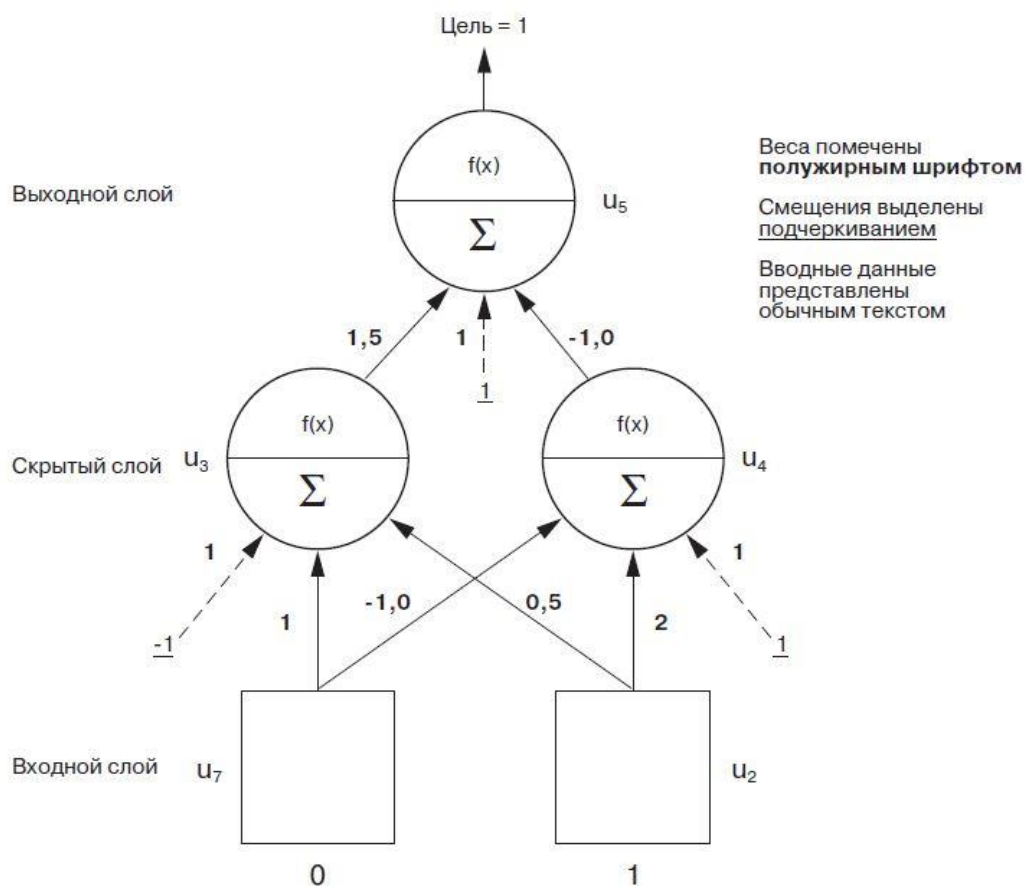 Цель = 1
f(x)
Σ
u5
Выходной слой
Веса помечены
полужирным шрифтом
Смещения выделены
подчеркиванием
Вводные данные
представлены
обычным текстом
1,5
1
-1,0
1
Скрытый слой
u3
f(x)
Σ
f(x)
Σ
u4
1
-1
1
-1,0
0,5
2
1
1
Входной слой
u7
u2
0
1